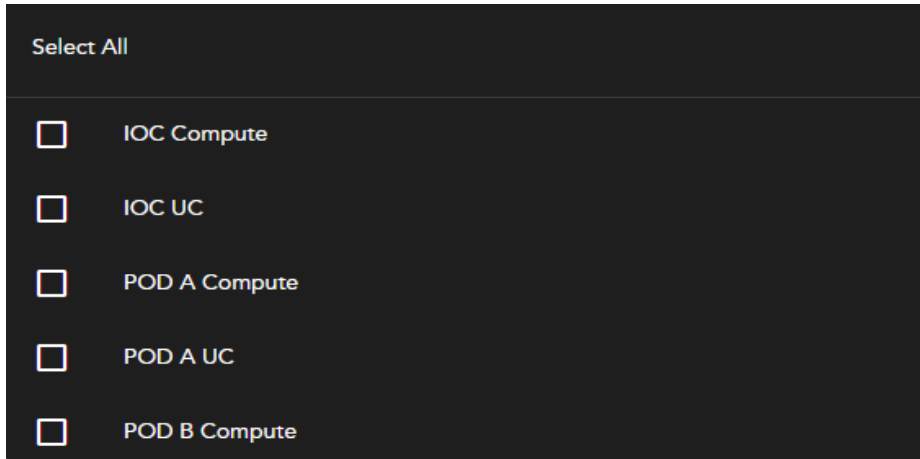 Select All
IOC Compute
IOC UC
POD A Compute
POD A UC
POD B Compute